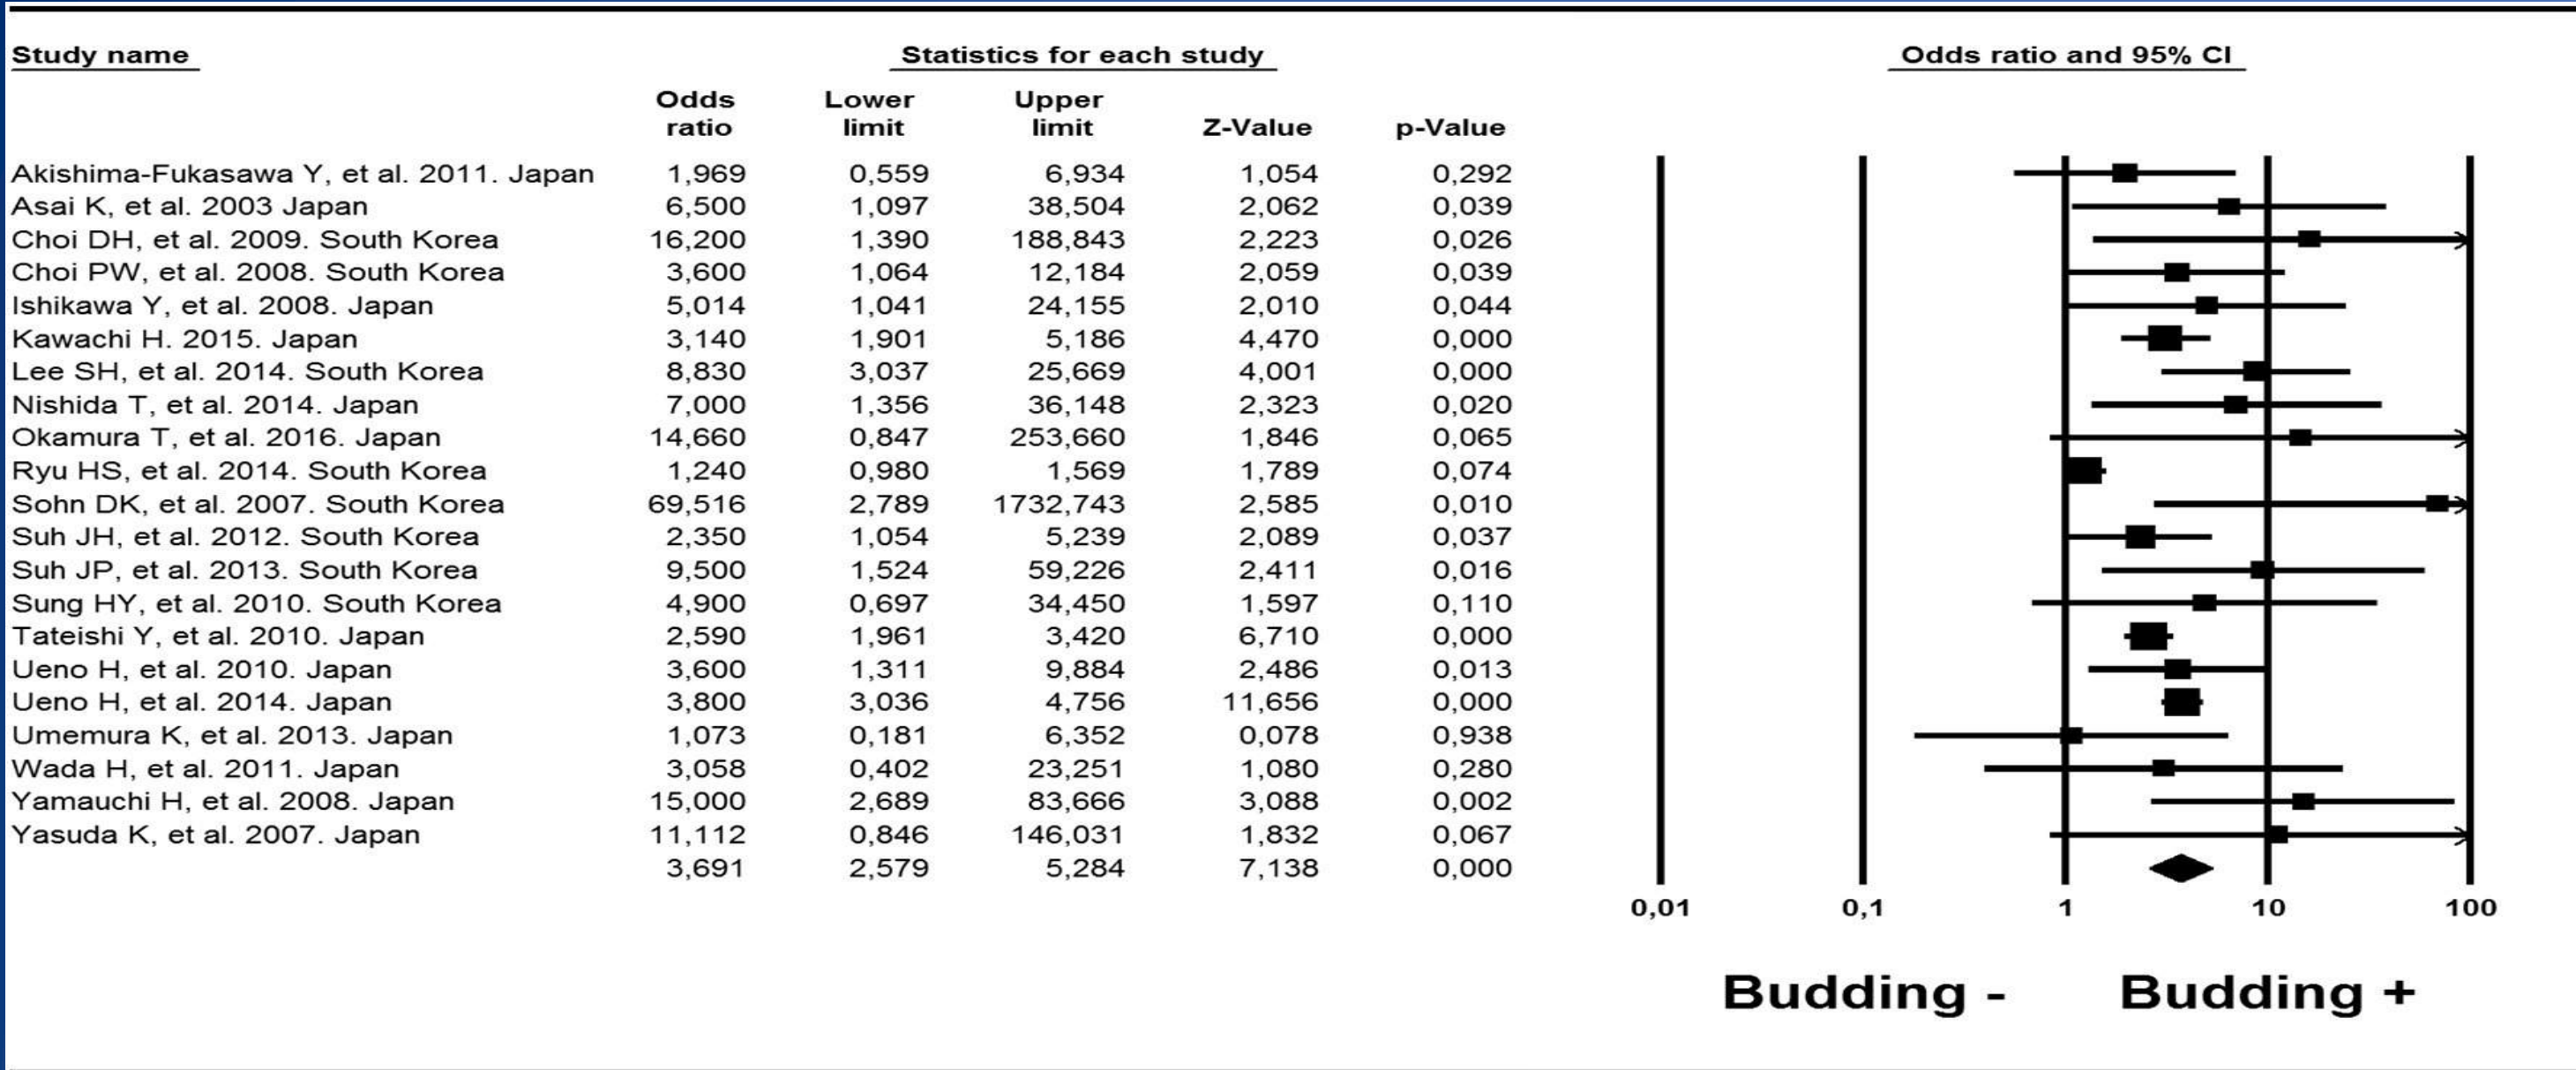 Study name Statistics for each study Odds ratio and 95% CI
Odds Lower Upper
ratio limit limit Z-Value p-Value
Akishima-Fukasawa Y, et al. 2011. Japan 1,969 0,559 6,934 1,054 0,292
Asai K, et al. 2003 Japan 6,500 1,097 38,504 2,062 0,039
Choi DH, et al. 2009. South Korea 16,200 1,390 188,843 2,223 0,026
Choi PW, et al. 2008. South Korea 3,600 1,064 12,184 2,059 0,039
Ishikawa Y, et al. 2008. Japan 5,014 1,041 24,155 2,010 0,044
Kawachi H. 2015. Japan 3,140 1,901 5,186 4,470 0,000
Lee SH, et al. 2014. South Korea 8,830 3,037 25,669 4,001 0,000
Nishida T, et al. 2014. Japan 7,000 1,356 36,148 2,323 0,020
Okamura T, et al. 2016. Japan 14,660 0,847 253,660 1,846 0,065
Ryu HS, et al. 2014. South Korea 1,240 0,980 1,569 1,789 0,074
Sohn DK, et al. 2007. South Korea 69,516 2,789 1732,743 2,585 0,010
Suh JH, et al. 2012. South Korea 2,350 1,054 5,239 2,089 0,037
Suh JP, et al. 2013. South Korea 9,500 1,524 59,226 2,411 0,016
Sung HY, et al. 2010. South Korea 4,900 0,697 34,450 1,597 0,110
Tateishi Y, et al. 2010. Japan 2,590 1,961 3,420 6,710 0,000
Ueno H, et al. 2010. Japan 3,600 1,311 9,884 2,486 0,013
Ueno H, et al. 2014. Japan 3,800 3,036 4,756 11,656 0,000
Umemura K, et al. 2013. Japan 1,073 0,181 6,352 0,078 0,938
Wada H, et al. 2011. Japan 3,058 0,402 23,251 1,080 0,280
Yamauchi H, et al. 2008. Japan 15,000 2,689 83,666 3,088 0,002
Yasuda K, et al. 2007. Japan 11,112 0,846 146,031 1,832 0,067
3,691 2,579 5,284 7,138 0,000
0,01 0,1 1 10 100
Budding - Budding +